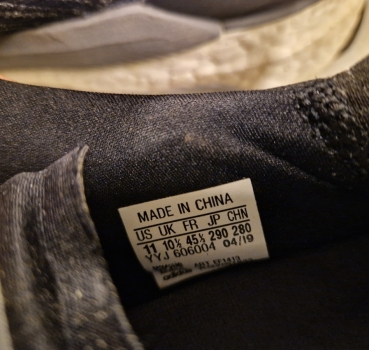 MADE IN CHINA
US UK FR JP CHN
11 10½ 45⅓ 290 280
YYJ 606004 04/19